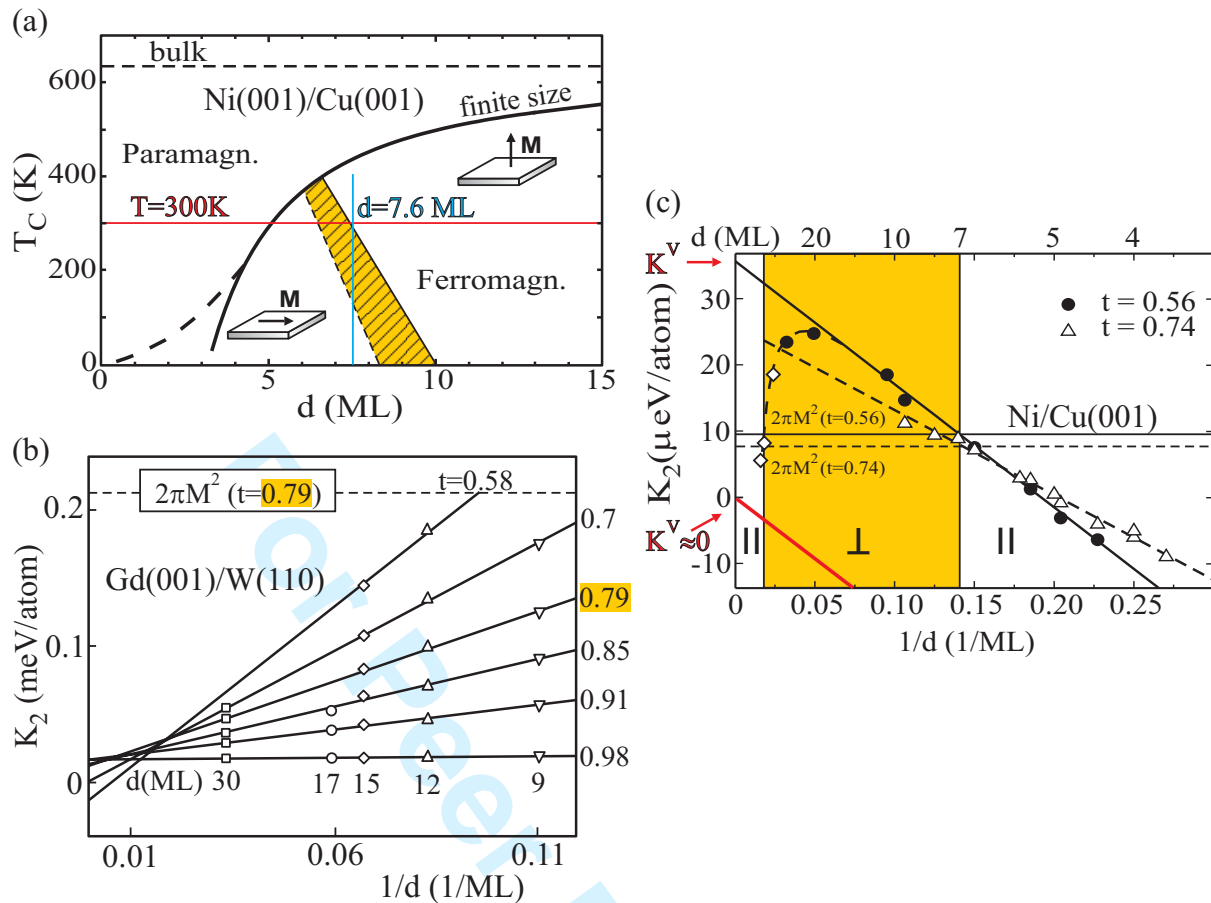 (a)
bulk
600
Ni(001)/Cu(001)
finite size
M
Paramagn.
400
T=300K
d=7.6 ML
T_C (K)
200
Ferromagn.
M
0
0
5
10
15
d (ML)
(b)
2πM² (t=0.79)
t=0.58
0.2
0.7
Gd(001)/W(110)
0.79
0.1
0.85
K₂ (meV/atom)
0.91
0
0.98
d(ML) 30 17 15 12 9
0.01 0.06 0.11
1/d (1/ML)
(c)
d (ML) 20 10 7 5 4
K^v
30
t = 0.56
t = 0.74
20
2πM² (t=0.56)
Ni/Cu(001)
10
2πM² (t=0.74)
K₂(μeV/atom)
0
K^v≈0
|| ⊥ ||
-10
0 0.05 0.10 0.15 0.20 0.25
1/d (1/ML)
For Peer